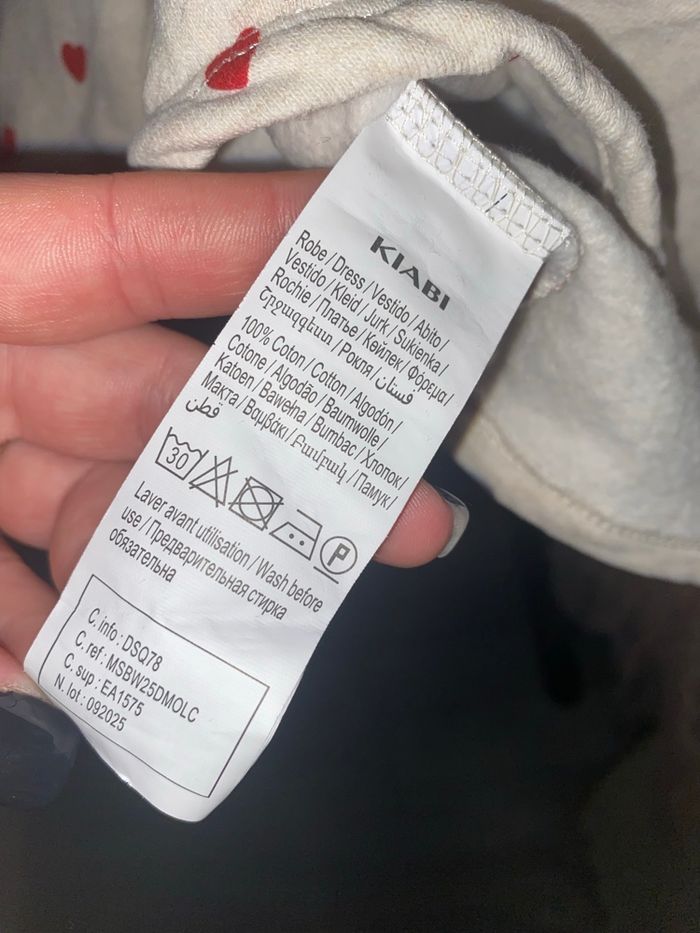 KIABI
Robe / Dress / Vestido / Abito /
Vestido / Kleid / Jurk / Sukienka /
Rochie / Платье / Көйлек / Φόρεμα /
Հրջազգեստ / Рокля / فستان
100% Coton / Cotton / Algodón /
Cotone / Algodão / Baumwolle /
Katoen / Bawełna / Bumbac / Хлопок /
Мақта / Βαμβάκι / Բամբակ / Памук /
قطن
30
P
Laver avant utilisation / Wash before
use / Предварительная стирка
обязательна
C. info : DSQ78
C. ref : MSBW25DMOLC
C. sup : EA1575
N. lot : 092025